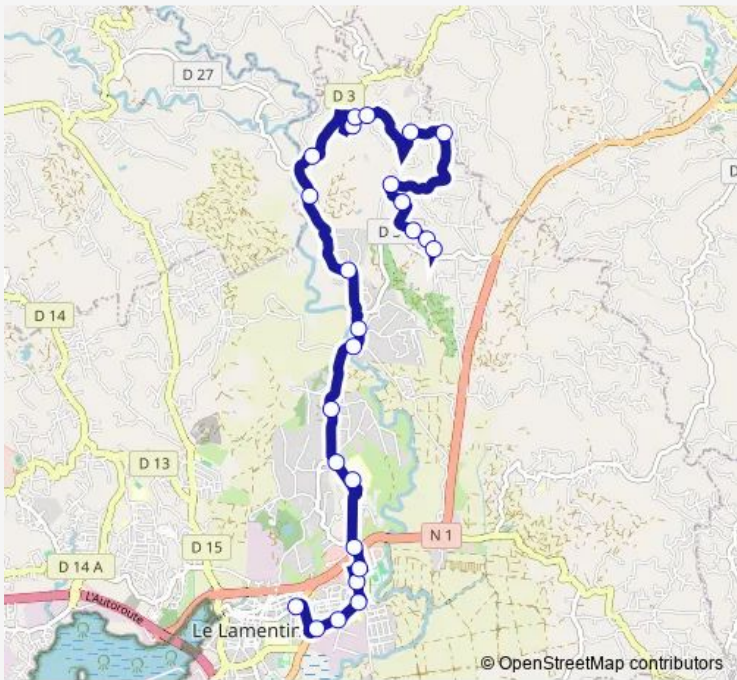 D 27
D 3
D
D 14
D 13
D 15
N 1
D 14 A
L'Autoroute
Le Lamentin
© OpenStreetMap contributors